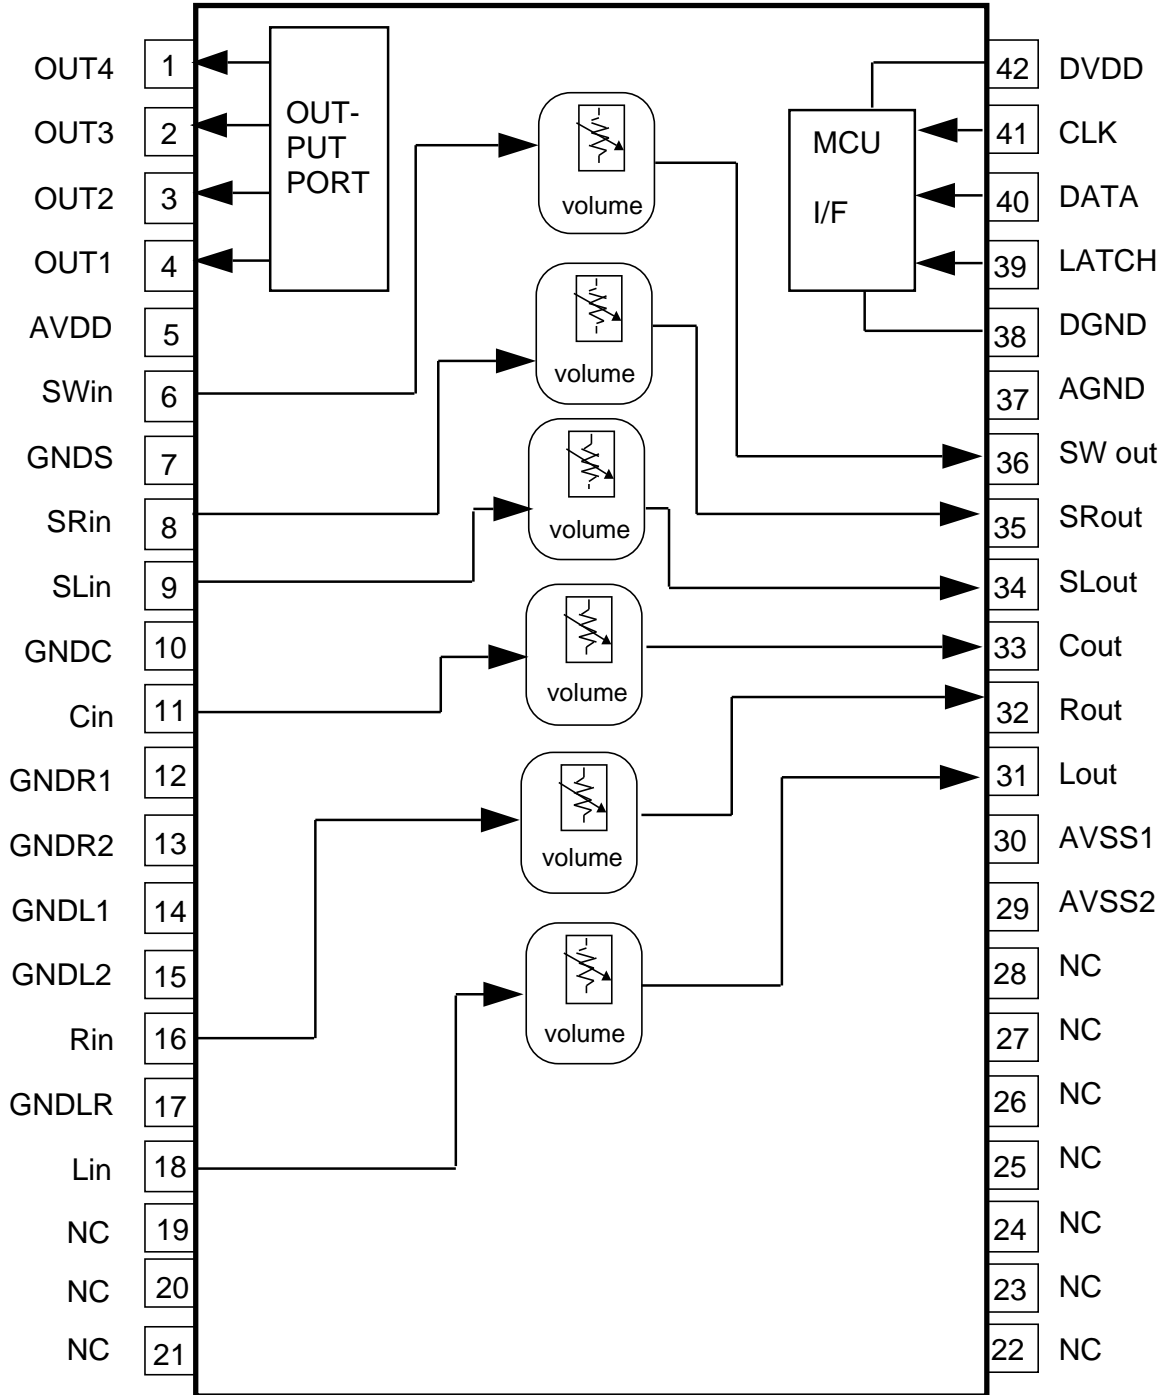 OUT4 1
OUT3 2
OUT2 3
OUT1 4
AVDD 5
SWin 6
GNDS 7
SRin 8
SLin 9
GNDC 10
Cin 11
GNDR1 12
GNDR2 13
GNDL1 14
GNDL2 15
Rin 16
GNDLR 17
Lin 18
NC 19
NC 20
NC 21
OUT-
PUT
PORT
volume
volume
volume
volume
volume
volume
MCU
I/F
42 DVDD
41 CLK
40 DATA
39 LATCH
38 DGND
37 AGND
36 SW out
35 SRout
34 SLout
33 Cout
32 Rout
31 Lout
30 AVSS1
29 AVSS2
28 NC
27 NC
26 NC
25 NC
24 NC
23 NC
22 NC